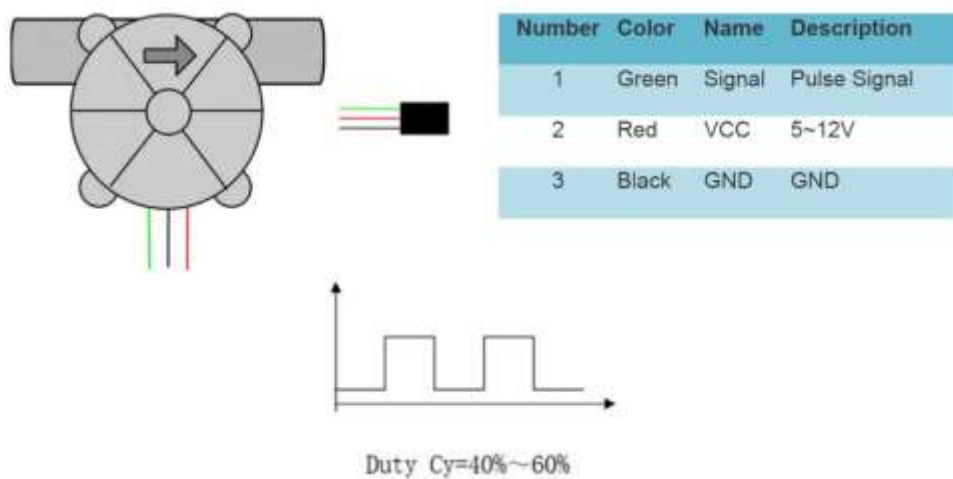 Number Color Name Description
1 Green Signal Pulse Signal
2 Red VCC 5~12V
3 Black GND GND
Duty Cy=40%～60%